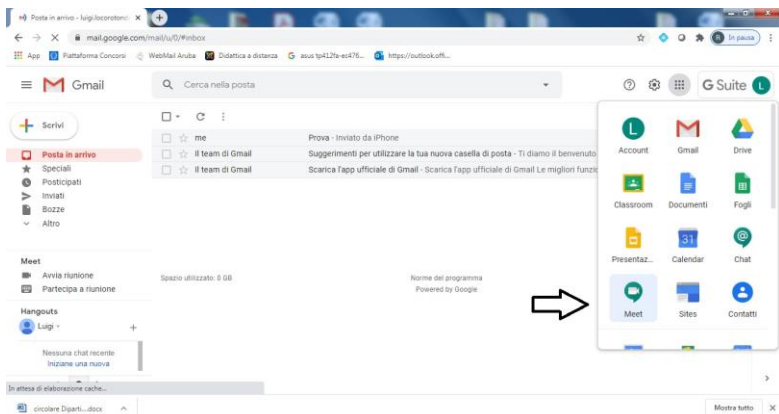 Posta in arrivo - luigi.locorotond
mail.google.com/mail/u/0/#inbox
In pausa
App Piattaforma Concorsi WebMail Aruba Didattica a distanza asus tp412fa-ec476... https://outlook.offi...
Gmail
Cerca nella posta
G Suite
L
Scrivi
Posta in arrivo
Speciali
Posticipati
Inviati
Bozze
Altro
me Prova - Inviato da iPhone
Il team di Gmail Suggerimenti per utilizzare la tua nuova casella di posta - Ti diamo il benvenuto
Il team di Gmail Scarica l'app ufficiale di Gmail - Scarica l'app ufficiale di Gmail Le migliori funzio
Spazio utilizzato: 0 GB
Norme del programma
Powered by Google
Meet
Avvia riunione
Partecipa a riunione
Hangouts
Luigi
Nessuna chat recente
Iniziane una nuova
L
Account Gmail Drive
Classroom Documenti Fogli
31
Presentaz... Calendar Chat
Meet Sites Contatti
In attesa di elaborazione cache...
circolare Diparti....docx
Mostra tutto